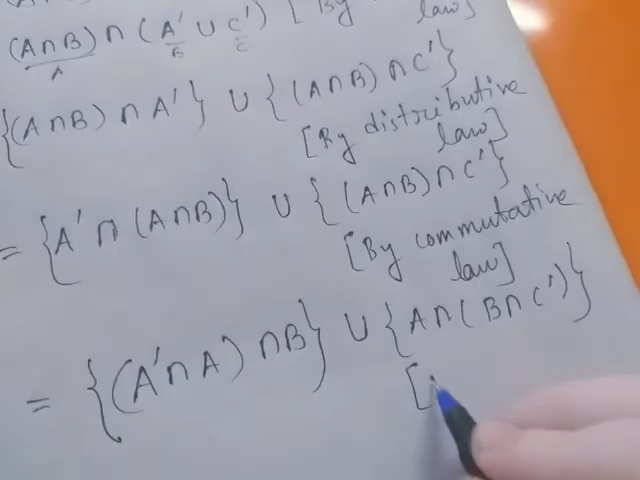 (A∩B) ∩ (A' ∪ C') [By
A B C law]
{(A∩B) ∩ A'} ∪ {(A∩B) ∩ C'}
[By distributive
law]
= {A' ∩ (A∩B)} ∪ {(A∩B) ∩ C'}
[By commutative
law]
= {(A'∩A) ∩B} ∪ {A∩(B∩C')}
[